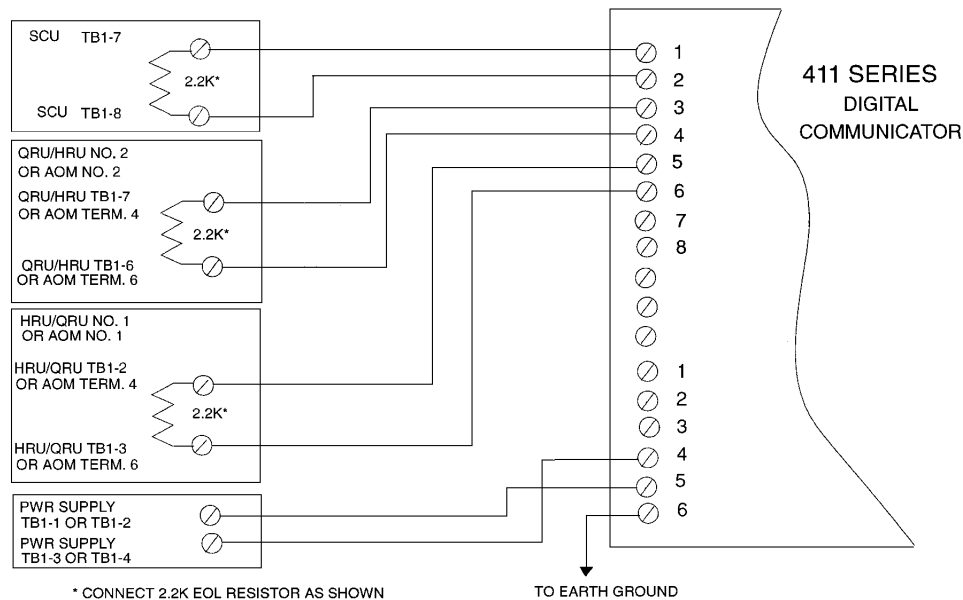 SCU TB1-7
2.2K*
SCU TB1-8
QRU/HRU NO. 2
OR AOM NO. 2
QRU/HRU TB1-7
OR AOM TERM. 4
2.2K*
QRU/HRU TB1-6
OR AOM TERM. 6
HRU/QRU NO. 1
OR AOM NO. 1
HRU/QRU TB1-2
OR AOM TERM. 4
2.2K*
HRU/QRU TB1-3
OR AOM TERM. 6
PWR SUPPLY
TB1-1 OR TB1-2
PWR SUPPLY
TB1-3 OR TB1-4
* CONNECT 2.2K EOL RESISTOR AS SHOWN
1
2
3
4
5
6
7
8
1
2
3
4
5
6
TO EARTH GROUND
411 SERIES
DIGITAL
COMMUNICATOR